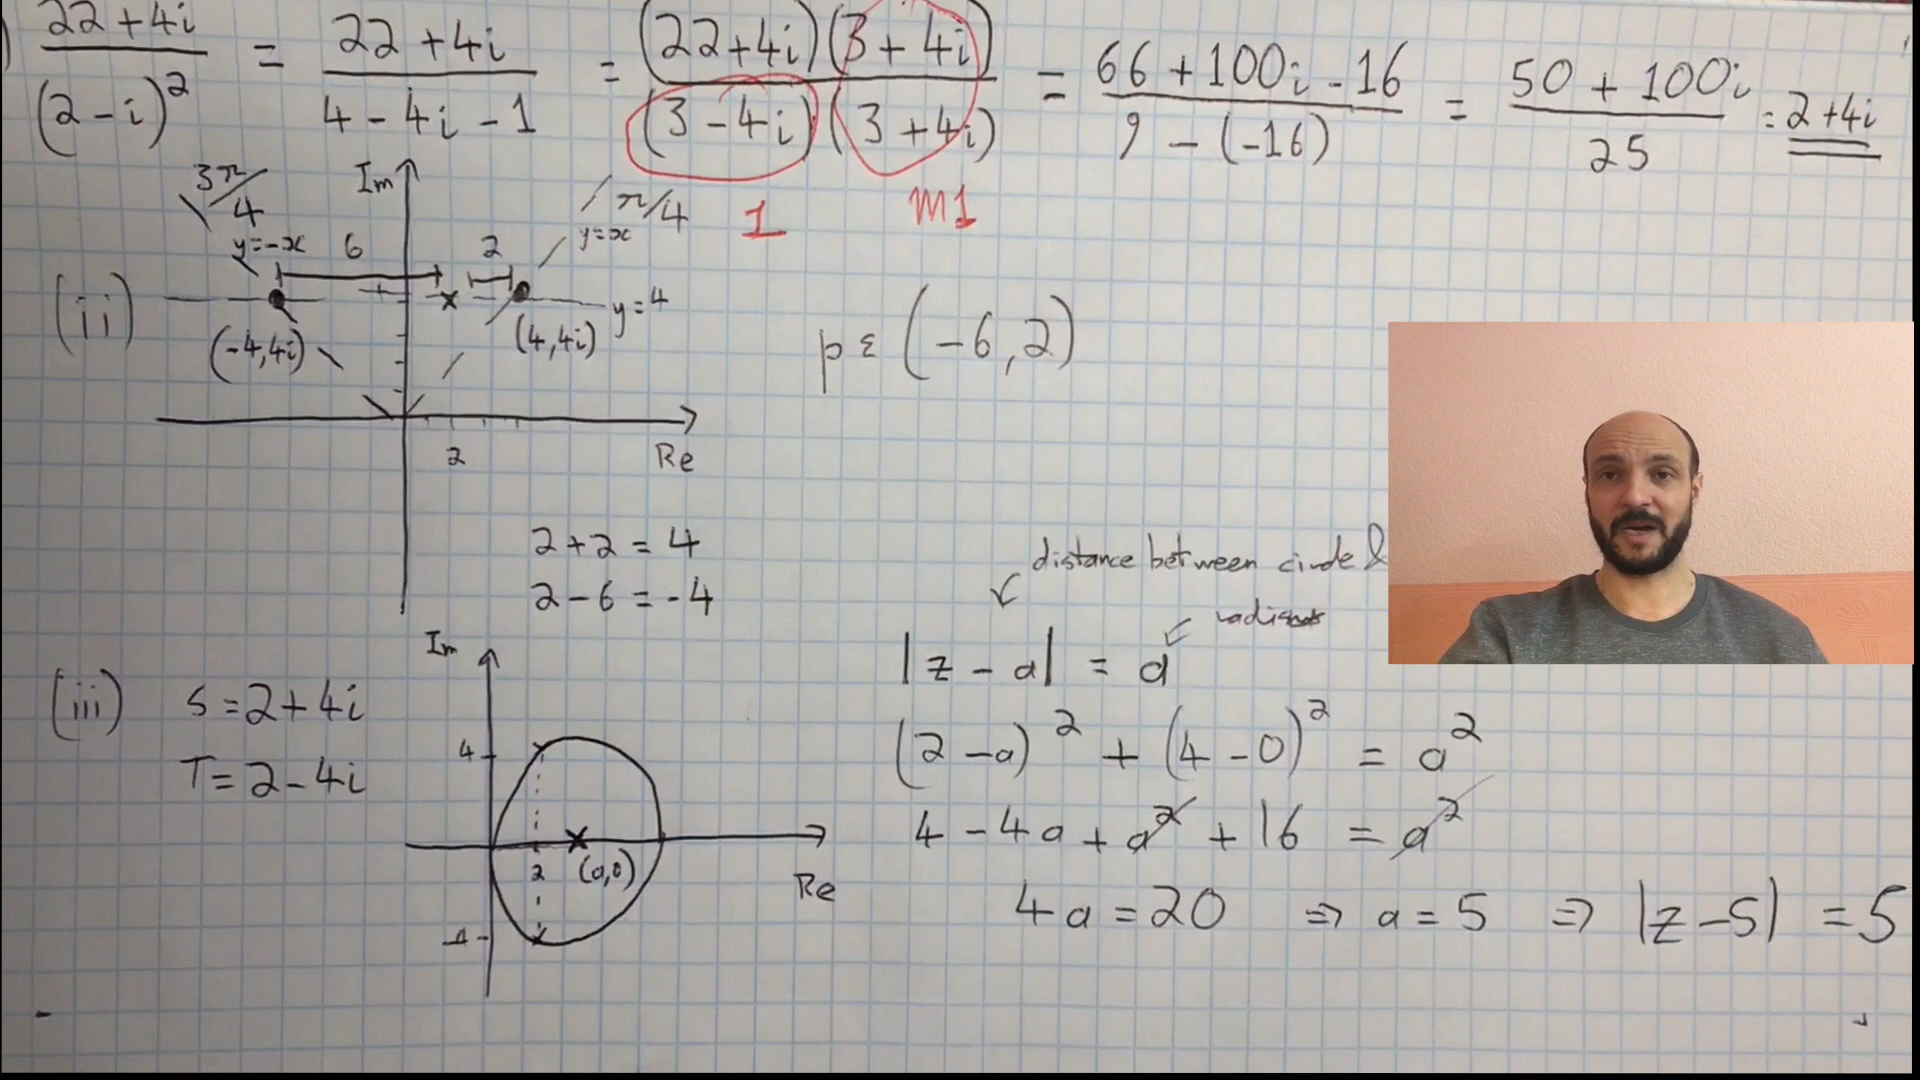 ) (22+4i)/(2-i)² = (22+4i)/(4-4i-1) = (22+4i)(3+4i)/(3-4i)(3+4i) = (66+100i-16)/(9-(-16)) = (50+100i)/25 = 2+4i
3π/4 Im π/4 1 M1
y=-x 6 2 y=x
(ii) y=4 p ε (-6,2)
(-4,4i) (4,4i)
2 Re
2+2=4
2-6=-4
distance between circle &
radius
Im |z-a| = a
(iii) S=2+4i
T=2-4i
4 (2-a)² + (4-0)² = a²
4-4a+a²+16 = a²
2 (a,0) Re
4a=20 ⇒ a=5 ⇒ |z-5| = 5